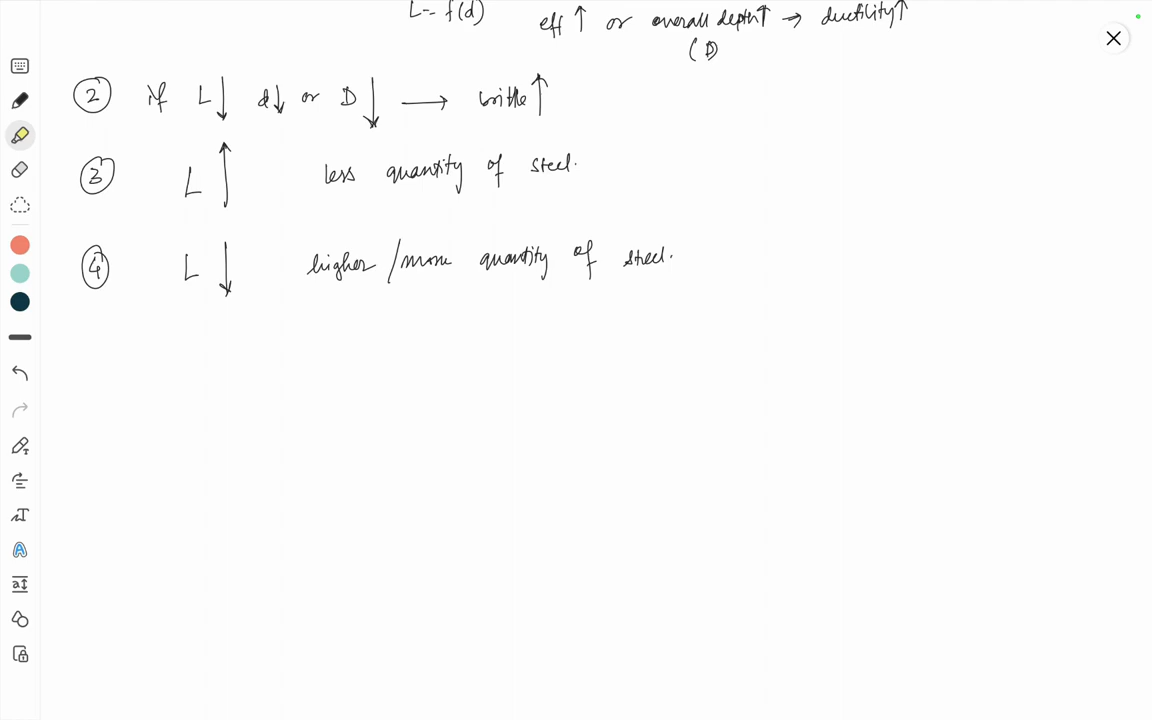 L = f(d) eff ↑ or overall depth ↑ → ductility ↑
(D)
② if L ↓ d ↓ or D ↓ → brittle ↑
③ L ↑ less quantity of steel.
④ L ↓ higher / more quantity of steel.